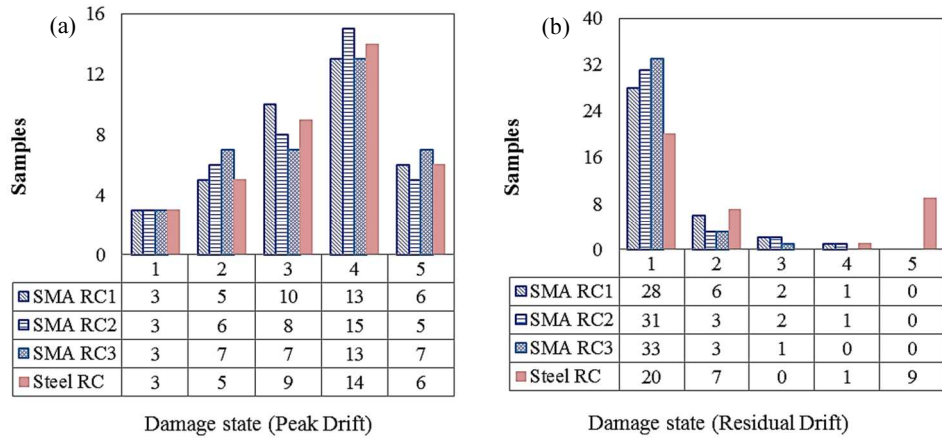 (a)
16
12
8
4
0
Samples
1 2 3 4 5
SMA RC1 3 5 10 13 6
SMA RC2 3 6 8 15 5
SMA RC3 3 7 7 13 7
Steel RC 3 5 9 14 6
Damage state (Peak Drift)
(b)
40
32
24
16
8
0
Samples
1 2 3 4 5
SMA RC1 28 6 2 1 0
SMA RC2 31 3 2 1 0
SMA RC3 33 3 1 0 0
Steel RC 20 7 0 1 9
Damage state (Residual Drift)